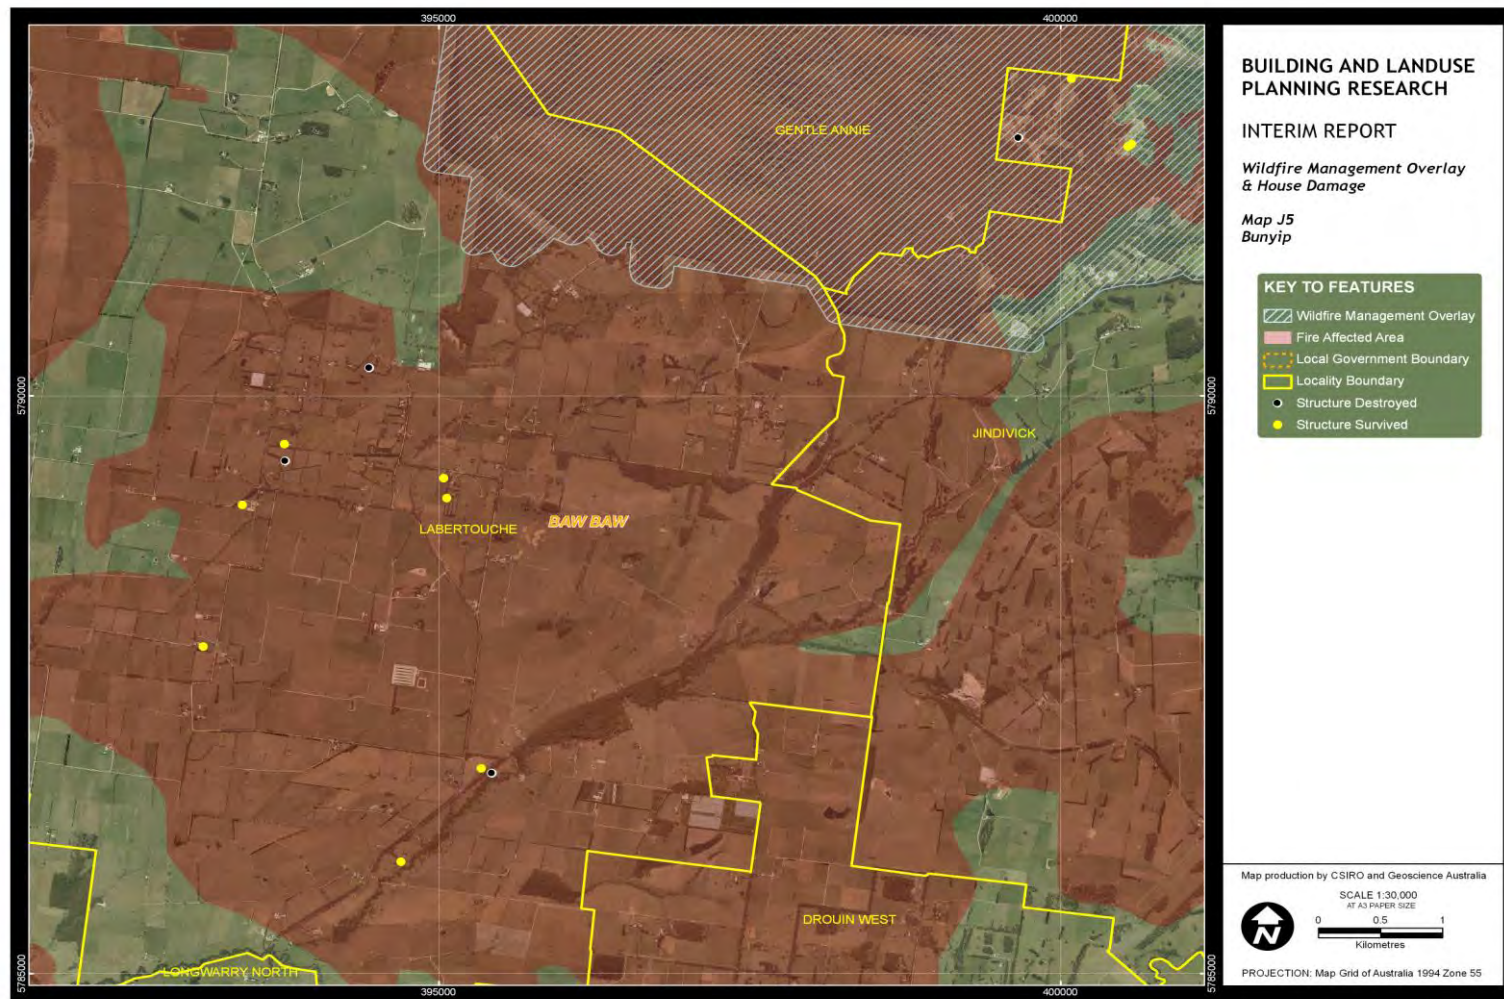 395000
400000
BUILDING AND LANDUSE
PLANNING RESEARCH
INTERIM REPORT
Wildfire Management Overlay
& House Damage
Map J5
Bunyip
KEY TO FEATURES
Wildfire Management Overlay
Fire Affected Area
Local Government Boundary
Locality Boundary
Structure Destroyed
Structure Survived
GENTLE ANNIE
5790000
5790000
JINDIVICK
LABERTOUCHE
BAW BAW
DROUIN WEST
LONGWARRY NORTH
5785000
5785000
395000
400000
Map production by CSIRO and Geoscience Australia
SCALE 1:30,000
AT A3 PAPER SIZE
N
0 0.5 1
Kilometres
PROJECTION: Map Grid of Australia 1994 Zone 55